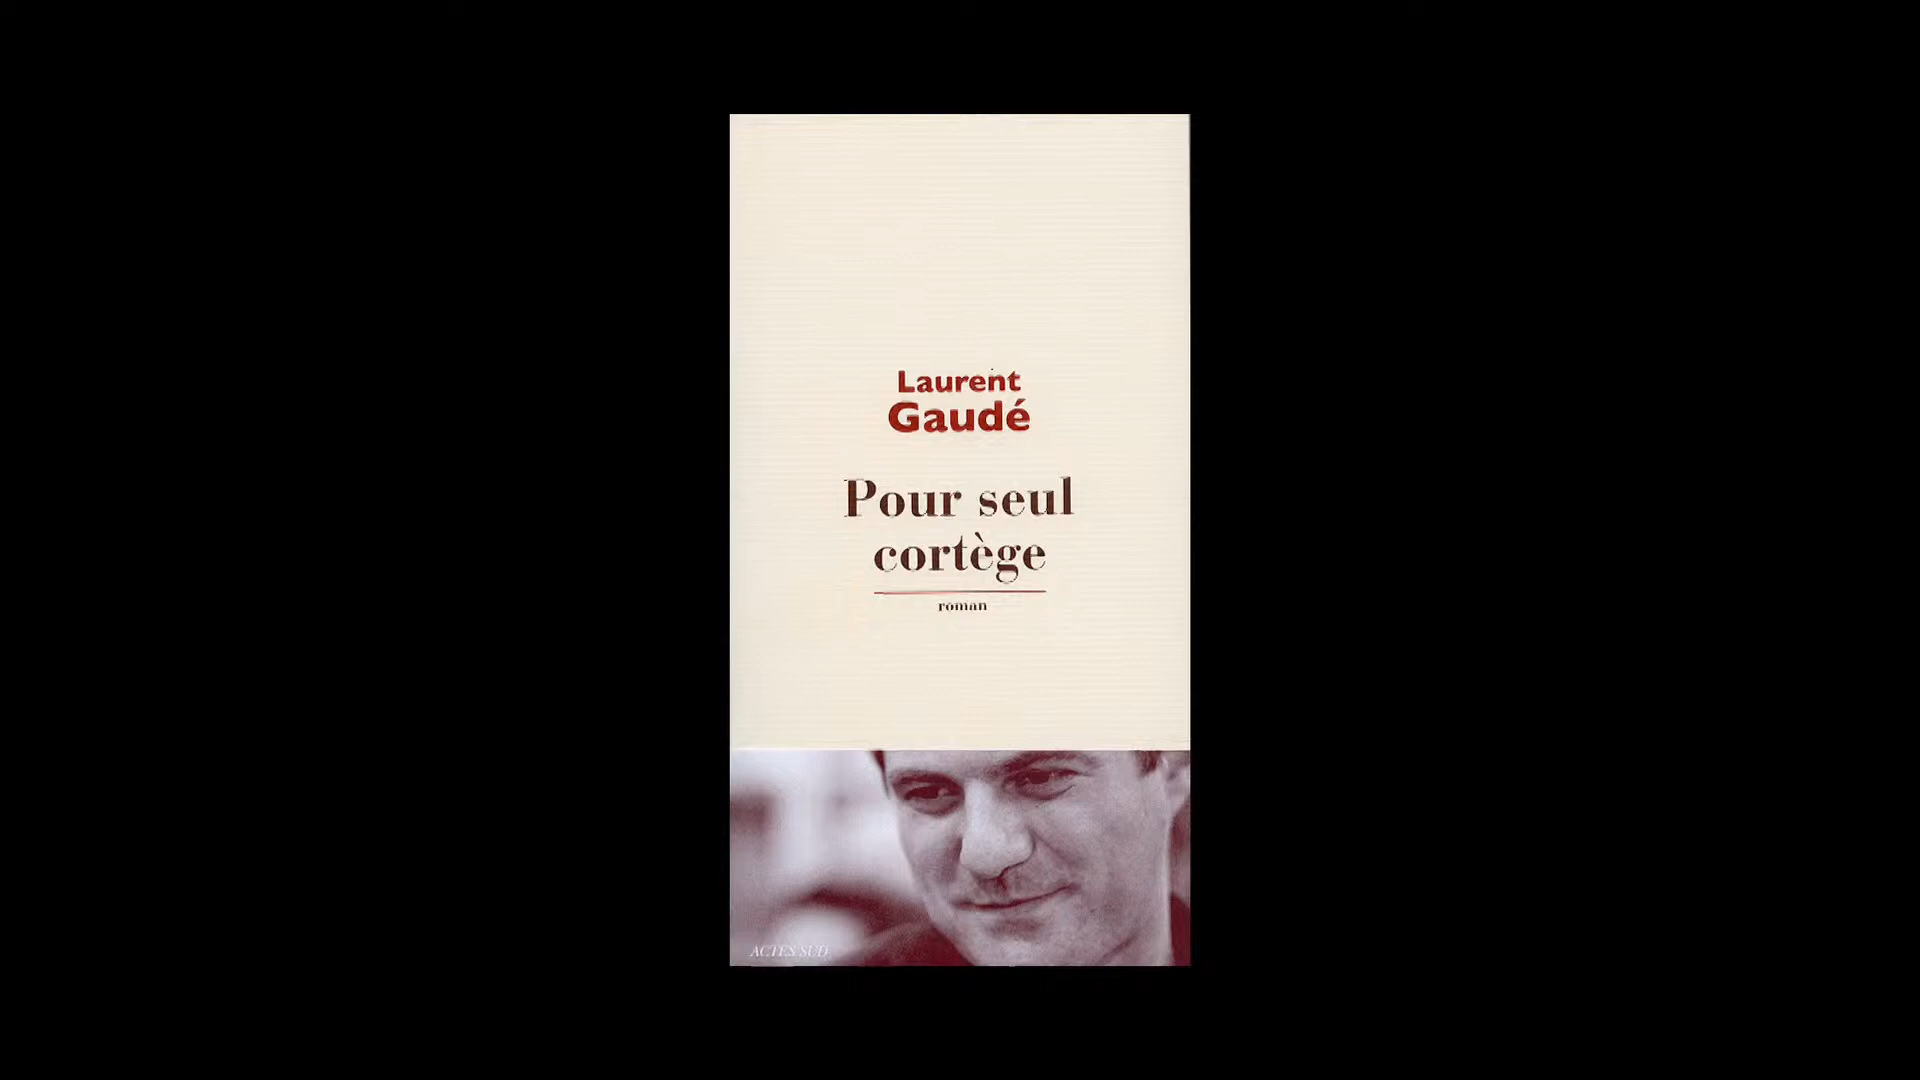 Laurent
Gaudé
Pour seul
cortège
roman
ACTES SUD